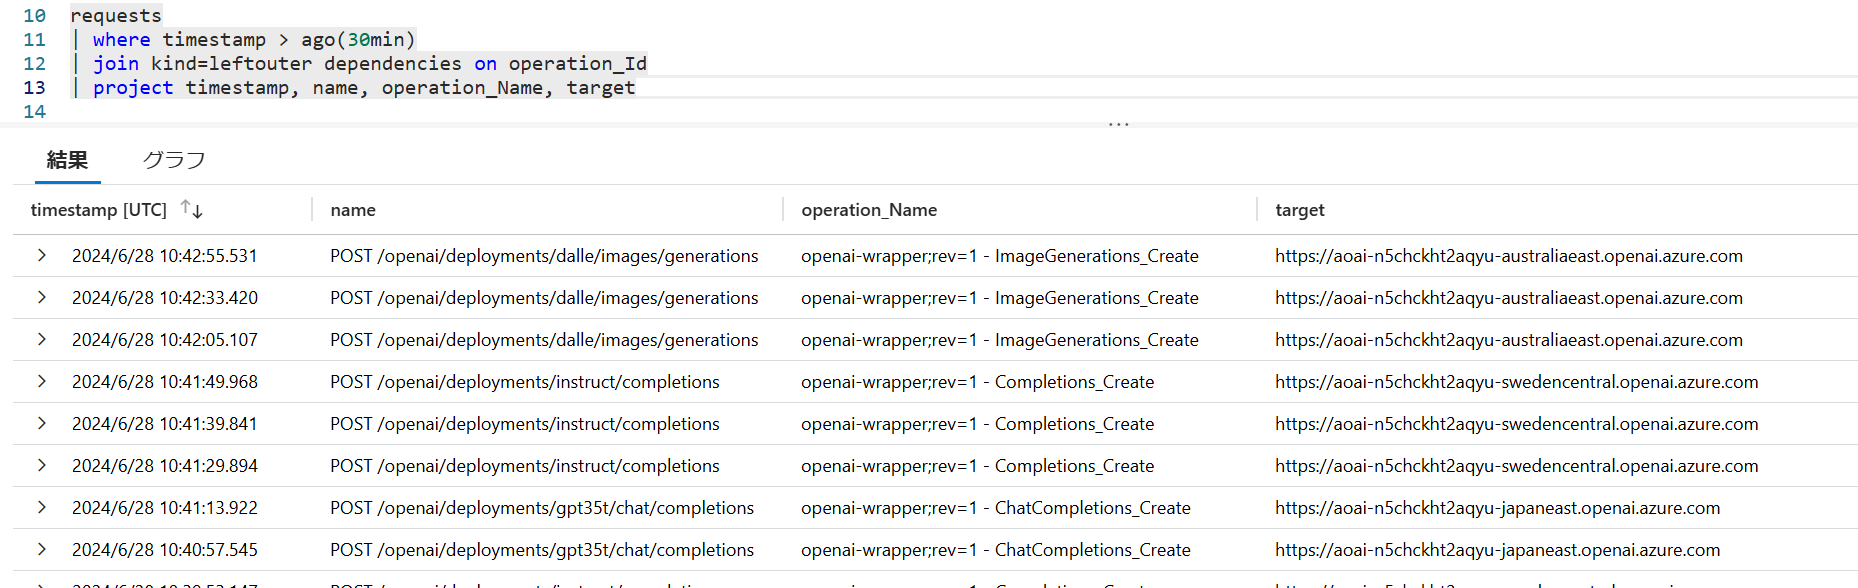 10 requests
11 | where timestamp > ago(30min)
12 | join kind=leftouter dependencies on operation_Id
13 | project timestamp, name, operation_Name, target
14
...
結果 グラフ
timestamp [UTC] ↑↓ name operation_Name target
2024/6/28 10:42:55.531 POST /openai/deployments/dalle/images/generations openai-wrapper;rev=1 - ImageGenerations_Create https://aoai-n5chckht2aqyu-australiaeast.openai.azure.com
2024/6/28 10:42:33.420 POST /openai/deployments/dalle/images/generations openai-wrapper;rev=1 - ImageGenerations_Create https://aoai-n5chckht2aqyu-australiaeast.openai.azure.com
2024/6/28 10:42:05.107 POST /openai/deployments/dalle/images/generations openai-wrapper;rev=1 - ImageGenerations_Create https://aoai-n5chckht2aqyu-australiaeast.openai.azure.com
2024/6/28 10:41:49.968 POST /openai/deployments/instruct/completions openai-wrapper;rev=1 - Completions_Create https://aoai-n5chckht2aqyu-swedencentral.openai.azure.com
2024/6/28 10:41:39.841 POST /openai/deployments/instruct/completions openai-wrapper;rev=1 - Completions_Create https://aoai-n5chckht2aqyu-swedencentral.openai.azure.com
2024/6/28 10:41:29.894 POST /openai/deployments/instruct/completions openai-wrapper;rev=1 - Completions_Create https://aoai-n5chckht2aqyu-swedencentral.openai.azure.com
2024/6/28 10:41:13.922 POST /openai/deployments/gpt35t/chat/completions openai-wrapper;rev=1 - ChatCompletions_Create https://aoai-n5chckht2aqyu-japaneast.openai.azure.com
2024/6/28 10:40:57.545 POST /openai/deployments/gpt35t/chat/completions openai-wrapper;rev=1 - ChatCompletions_Create https://aoai-n5chckht2aqyu-japaneast.openai.azure.com